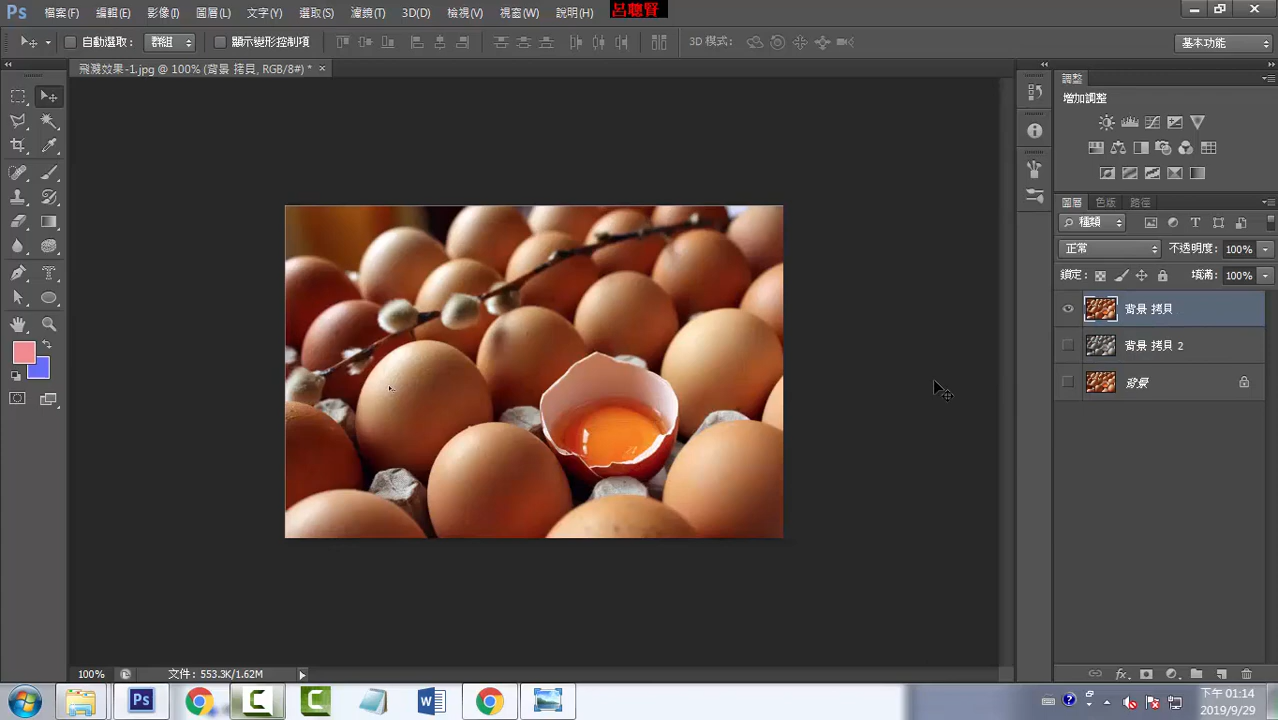 Ps 檔案(F) 編輯(E) 影像(I) 圖層(L) 文字(Y) 選取(S) 濾鏡(T) 3D(D) 檢視(V) 視窗(W) 說明(H) 呂聰賢
自動選取： 群組 顯示變形控制項 3D 模式： 基本功能
飛濺效果-1.jpg @ 100% (背景 拷貝, RGB/8#) * ×
調整
增加調整
圖層 色版 路徑
種類
正常 不透明度： 100%
鎖定： 填滿： 100%
背景 拷貝
背景 拷貝 2
背景
100% 文件：553.3K/1.62M
下午 01:14
2019/9/29